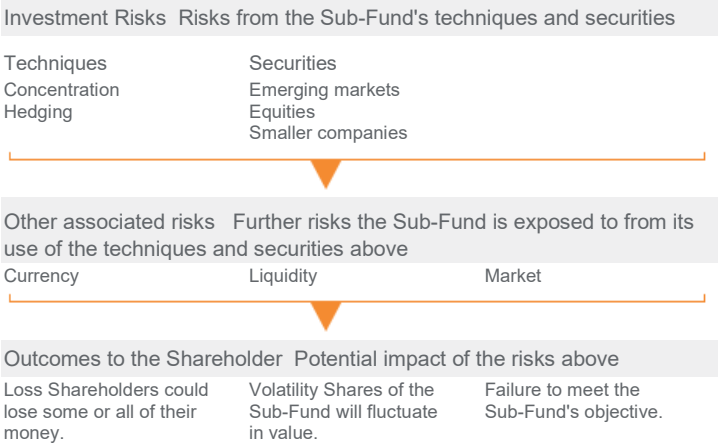 Investment Risks  Risks from the Sub-Fund's techniques and securities
Techniques
Concentration
Hedging
Securities
Emerging markets
Equities
Smaller companies
Other associated risks  Further risks the Sub-Fund is exposed to from its
use of the techniques and securities above
Currency
Liquidity
Market
Outcomes to the Shareholder  Potential impact of the risks above
Loss Shareholders could
lose some or all of their
money.
Volatility Shares of the
Sub-Fund will fluctuate
in value.
Failure to meet the
Sub-Fund's objective.